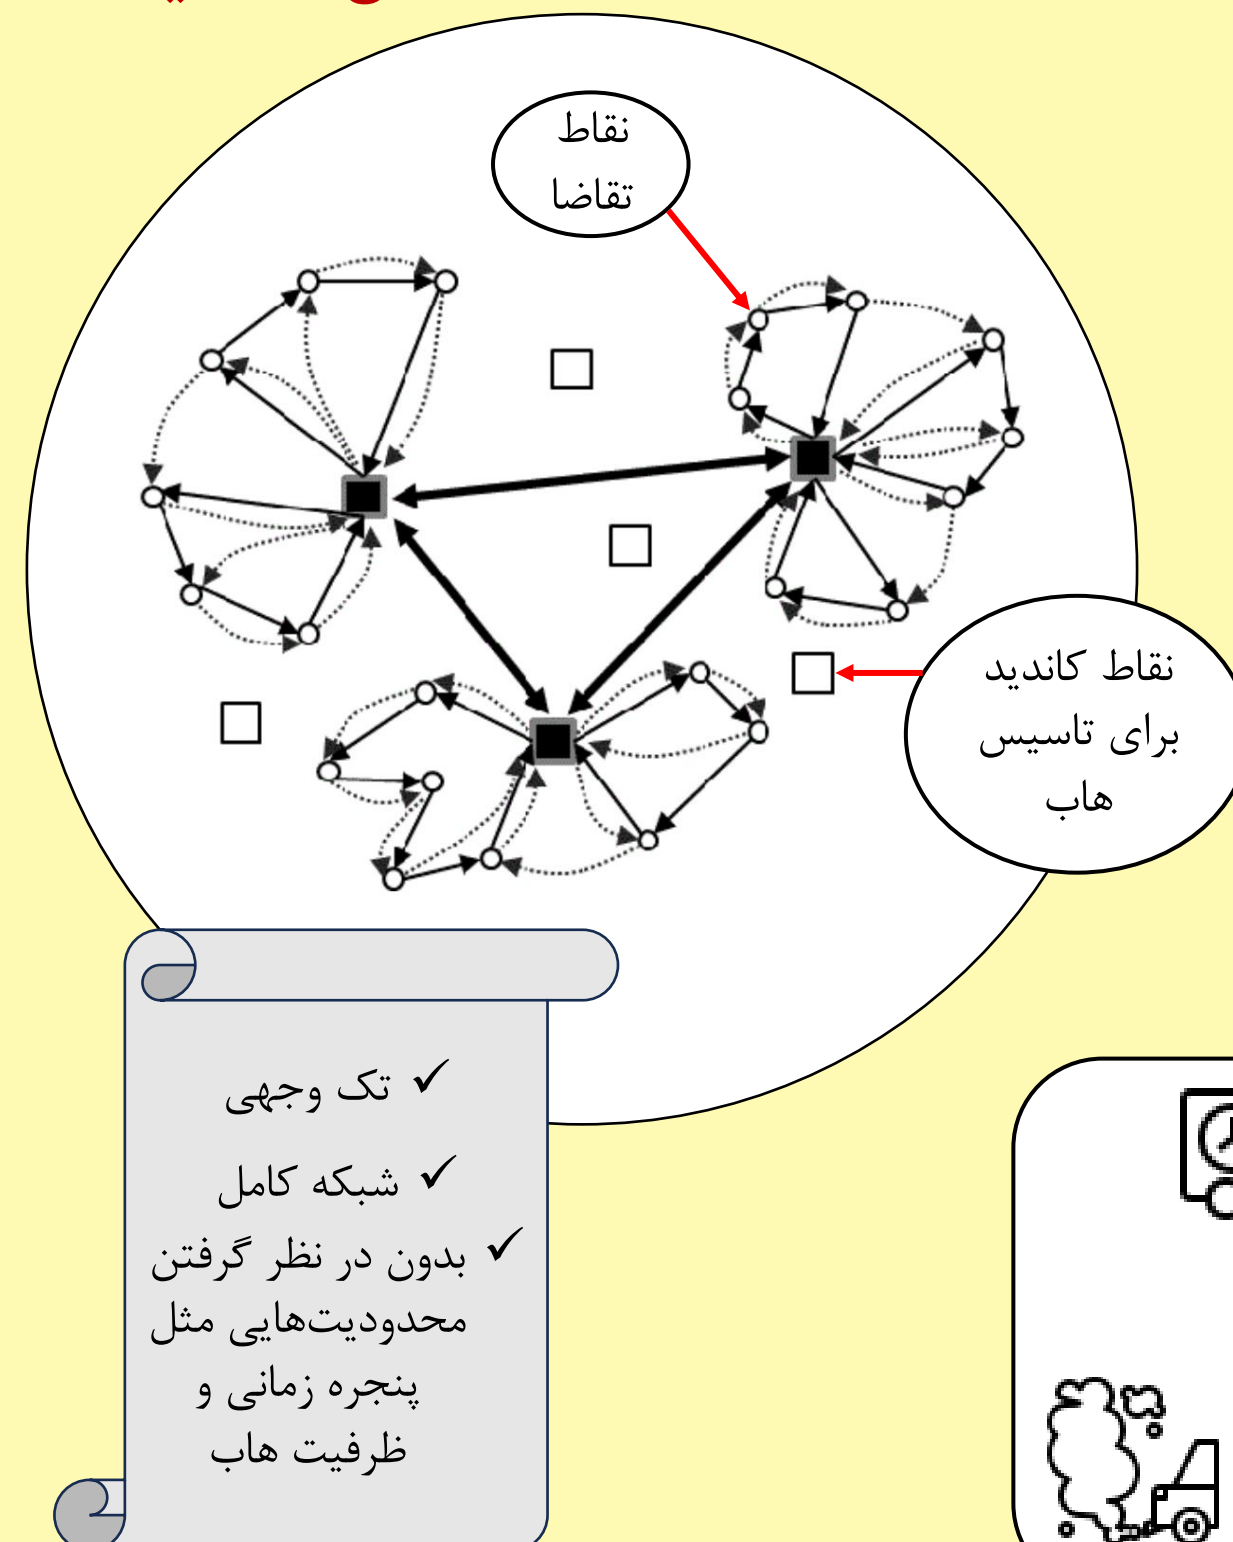 نقاط
تقاضا
نقاط کاندید
برای تاسیس
هاب
✓ تک وجهی
✓ شبکه کامل
✓ بدون در نظر گرفتن
محدودیت‌هایی مثل
پنجره زمانی و
ظرفیت هاب